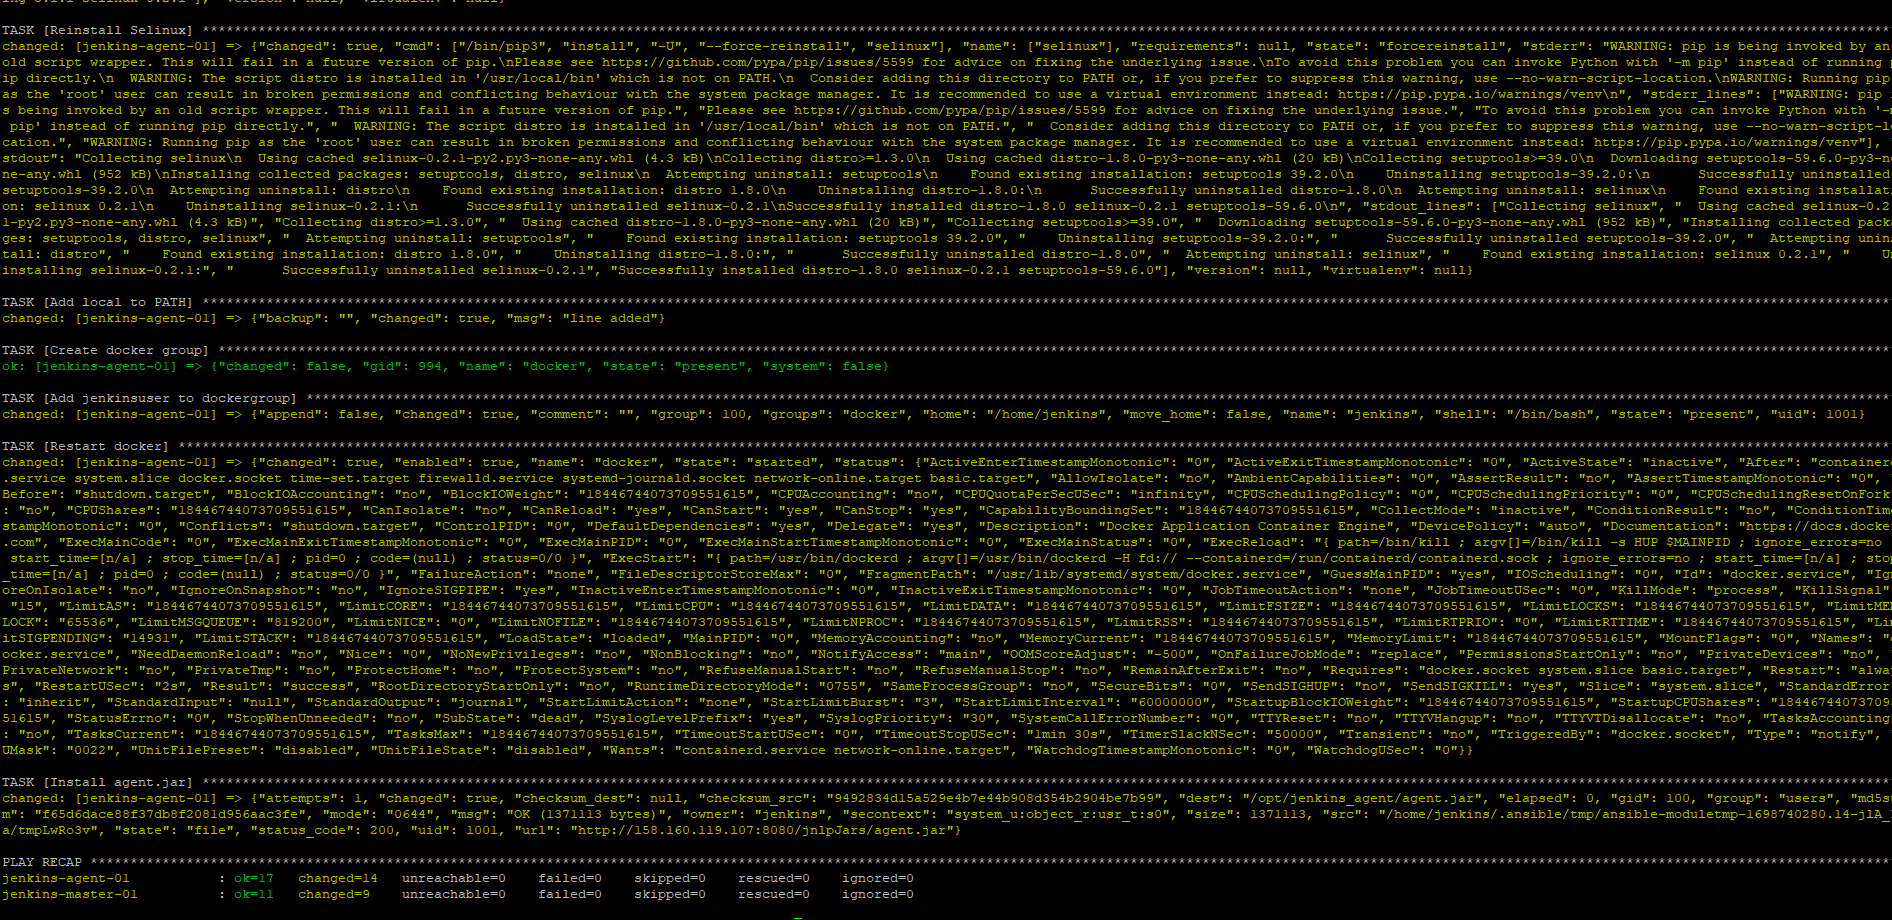 ing-0.2.1 selinux-0.2.1"], "version": null, "virtualenv": null}
TASK [Reinstall Selinux] ****************************************************************************************************
changed: [jenkins-agent-01] => {"changed": true, "cmd": ["/bin/pip3", "install", "-U", "--force-reinstall", "selinux"], "name": ["selinux"], "requirements": null, "state": "forcereinstall", "stderr": "WARNING: pip is being invoked by an
old script wrapper. This will fail in a future version of pip.\nPlease see https://github.com/pypa/pip/issues/5599 for advice on fixing the underlying issue.\nTo avoid this problem you can invoke Python with '-m pip' instead of running p
ip directly.\n  WARNING: The script distro is installed in '/usr/local/bin' which is not on PATH.\n  Consider adding this directory to PATH or, if you prefer to suppress this warning, use --no-warn-script-location.\nWARNING: Running pip
as the 'root' user can result in broken permissions and conflicting behaviour with the system package manager. It is recommended to use a virtual environment instead: https://pip.pypa.io/warnings/venv\n", "stderr_lines": ["WARNING: pip
s being invoked by an old script wrapper. This will fail in a future version of pip.", "Please see https://github.com/pypa/pip/issues/5599 for advice on fixing the underlying issue.", "To avoid this problem you can invoke Python with '-
pip' instead of running pip directly.", "  WARNING: The script distro is installed in '/usr/local/bin' which is not on PATH.", "  Consider adding this directory to PATH or, if you prefer to suppress this warning, use --no-warn-script-l
cation.", "WARNING: Running pip as the 'root' user can result in broken permissions and conflicting behaviour with the system package manager. It is recommended to use a virtual environment instead: https://pip.pypa.io/warnings/venv"],
stdout": "Collecting selinux\n  Using cached selinux-0.2.1-py2.py3-none-any.whl (4.3 kB)\nCollecting distro>=1.3.0\n  Using cached distro-1.8.0-py3-none-any.whl (20 kB)\nCollecting setuptools>=39.0\n  Downloading setuptools-59.6.0-py3-n
ne-any.whl (952 kB)\nInstalling collected packages: setuptools, distro, selinux\n  Attempting uninstall: setuptools\n    Found existing installation: setuptools 39.2.0\n    Uninstalling setuptools-39.2.0:\n      Successfully uninstalled
setuptools-39.2.0\n  Attempting uninstall: distro\n    Found existing installation: distro 1.8.0\n    Uninstalling distro-1.8.0:\n      Successfully uninstalled distro-1.8.0\n  Attempting uninstall: selinux\n    Found existing installat
on: selinux 0.2.1\n    Uninstalling selinux-0.2.1:\n      Successfully uninstalled selinux-0.2.1\nSuccessfully installed distro-1.8.0 selinux-0.2.1 setuptools-59.6.0\n", "stdout_lines": ["Collecting selinux", "  Using cached selinux-0.2
1-py2.py3-none-any.whl (4.3 kB)", "Collecting distro>=1.3.0", "  Using cached distro-1.8.0-py3-none-any.whl (20 kB)", "Collecting setuptools>=39.0", "  Downloading setuptools-59.6.0-py3-none-any.whl (952 kB)", "Installing collected pack
ges: setuptools, distro, selinux", "  Attempting uninstall: setuptools", "    Found existing installation: setuptools 39.2.0", "    Uninstalling setuptools-39.2.0:", "      Successfully uninstalled setuptools-39.2.0", "  Attempting unin
tall: distro", "    Found existing installation: distro 1.8.0", "    Uninstalling distro-1.8.0:", "      Successfully uninstalled distro-1.8.0", "  Attempting uninstall: selinux", "    Found existing installation: selinux 0.2.1", "    Un
installing selinux-0.2.1:", "      Successfully uninstalled selinux-0.2.1", "Successfully installed distro-1.8.0 selinux-0.2.1 setuptools-59.6.0"], "version": null, "virtualenv": null}
TASK [Add local to PATH] ****************************************************************************************************
changed: [jenkins-agent-01] => {"backup": "", "changed": true, "msg": "line added"}
TASK [Create docker group] ****************************************************************************************************
ok: [jenkins-agent-01] => {"changed": false, "gid": 994, "name": "docker", "state": "present", "system": false}
TASK [Add jenkinsuser to dockergroup] ****************************************************************************************************
changed: [jenkins-agent-01] => {"append": false, "changed": true, "comment": "", "group": 100, "groups": "docker", "home": "/home/jenkins", "move_home": false, "name": "jenkins", "shell": "/bin/bash", "state": "present", "uid": 1001}
TASK [Restart docker] ****************************************************************************************************
changed: [jenkins-agent-01] => {"changed": true, "enabled": true, "name": "docker", "state": "started", "status": {"ActiveEnterTimestampMonotonic": "0", "ActiveExitTimestampMonotonic": "0", "ActiveState": "inactive", "After": "container
.service system.slice docker.socket time-set.target firewalld.service systemd-journald.socket network-online.target basic.target", "AllowIsolate": "no", "AmbientCapabilities": "0", "AssertResult": "no", "AssertTimestampMonotonic": "0",
Before": "shutdown.target", "BlockIOAccounting": "no", "BlockIOWeight": "18446744073709551615", "CPUAccounting": "no", "CPUQuotaPerSecUSec": "infinity", "CPUSchedulingPolicy": "0", "CPUSchedulingPriority": "0", "CPUSchedulingResetOnFork
: "no", "CPUShares": "18446744073709551615", "CanIsolate": "no", "CanReload": "yes", "CanStart": "yes", "CanStop": "yes", "CapabilityBoundingSet": "18446744073709551615", "CollectMode": "inactive", "ConditionResult": "no", "ConditionTim
stampMonotonic": "0", "Conflicts": "shutdown.target", "ControlPID": "0", "DefaultDependencies": "yes", "Delegate": "yes", "Description": "Docker Application Container Engine", "DevicePolicy": "auto", "Documentation": "https://docs.docke
.com", "ExecMainCode": "0", "ExecMainExitTimestampMonotonic": "0", "ExecMainPID": "0", "ExecMainStartTimestampMonotonic": "0", "ExecMainStatus": "0", "ExecReload": "{ path=/bin/kill ; argv[]=/bin/kill -s HUP $MAINPID ; ignore_errors=no
start_time=[n/a] ; stop_time=[n/a] ; pid=0 ; code=(null) ; status=0/0 }", "ExecStart": "{ path=/usr/bin/dockerd ; argv[]=/usr/bin/dockerd -H fd:// --containerd=/run/containerd/containerd.sock ; ignore_errors=no ; start_time=[n/a] ; stop
_time=[n/a] ; pid=0 ; code=(null) ; status=0/0 }", "FailureAction": "none", "FileDescriptorStoreMax": "0", "FragmentPath": "/usr/lib/systemd/system/docker.service", "GuessMainPID": "yes", "IOScheduling": "0", "Id": "docker.service", "Ign
oreOnIsolate": "no", "IgnoreOnSnapshot": "no", "IgnoreSIGPIPE": "yes", "InactiveEnterTimestampMonotonic": "0", "InactiveExitTimestampMonotonic": "0", "JobTimeoutAction": "none", "JobTimeoutUSec": "0", "KillMode": "process", "KillSignal"
"15", "LimitAS": "18446744073709551615", "LimitCORE": "18446744073709551615", "LimitCPU": "18446744073709551615", "LimitDATA": "18446744073709551615", "LimitFSIZE": "18446744073709551615", "LimitLOCKS": "18446744073709551615", "LimitME
LOCK": "65536", "LimitMSGQUEUE": "819200", "LimitNICE": "0", "LimitNOFILE": "18446744073709551615", "LimitNPROC": "18446744073709551615", "LimitRSS": "18446744073709551615", "LimitRTPRIO": "0", "LimitRTTIME": "18446744073709551615", "Li
itSIGPENDING": "14931", "LimitSTACK": "18446744073709551615", "LoadState": "loaded", "MainPID": "0", "MemoryAccounting": "no", "MemoryCurrent": "18446744073709551615", "MemoryLimit": "18446744073709551615", "MountFlags": "0", "Names": "
ocker.service", "NeedDaemonReload": "no", "Nice": "0", "NoNewPrivileges": "no", "NonBlocking": "no", "NotifyAccess": "main", "OOMScoreAdjust": "-500", "OnFailureJobMode": "replace", "PermissionsStartOnly": "no", "PrivateDevices": "no",
PrivateNetwork": "no", "PrivateTmp": "no", "ProtectHome": "no", "ProtectSystem": "no", "RefuseManualStart": "no", "RefuseManualStop": "no", "RemainAfterExit": "no", "Requires": "docker.socket system.slice basic.target", "Restart": "alwa
s", "RestartUSec": "2s", "Result": "success", "RootDirectoryStartOnly": "no", "RuntimeDirectoryMode": "0755", "SameProcessGroup": "no", "SecureBits": "0", "SendSIGHUP": "no", "SendSIGKILL": "yes", "Slice": "system.slice", "StandardError
: "inherit", "StandardInput": "null", "StandardOutput": "journal", "StartLimitAction": "none", "StartLimitBurst": "3", "StartLimitInterval": "60000000", "StartupBlockIOWeight": "18446744073709551615", "StartupCPUShares": "18446744073709
51615", "StatusErrno": "0", "StopWhenUnneeded": "no", "SubState": "dead", "SyslogLevelPrefix": "yes", "SyslogPriority": "30", "SystemCallErrorNumber": "0", "TTYReset": "no", "TTYVHangup": "no", "TTYVTDisallocate": "no", "TasksAccounting
: "no", "TasksCurrent": "18446744073709551615", "TasksMax": "18446744073709551615", "TimeoutStartUSec": "0", "TimeoutStopUSec": "1min 30s", "TimerSlackNSec": "50000", "Transient": "no", "TriggeredBy": "docker.socket", "Type": "notify",
UMask": "0022", "UnitFilePreset": "disabled", "UnitFileState": "disabled", "Wants": "containerd.service network-online.target", "WatchdogTimestampMonotonic": "0", "WatchdogUSec": "0"}}
TASK [Install agent.jar] ****************************************************************************************************
changed: [jenkins-agent-01] => {"attempts": 1, "changed": true, "checksum_dest": null, "checksum_src": "9492834d15a529e4b7e44b908d354b2904be7b99", "dest": "/opt/jenkins_agent/agent.jar", "elapsed": 0, "gid": 100, "group": "users", "md5su
m": "f65d6dace88f37db8f2081d956aac3fe", "mode": "0644", "msg": "OK (1371113 bytes)", "owner": "jenkins", "secontext": "system_u:object_r:usr_t:s0", "size": 1371113, "src": "/home/jenkins/.ansible/tmp/ansible-moduletmp-1698740280.14-jlA_
a/tmpLwRo3v", "state": "file", "status_code": 200, "uid": 1001, "url": "http://158.160.119.107:8080/jnlpJars/agent.jar"}
PLAY RECAP ****************************************************************************************************
jenkins-agent-01 : ok=17 changed=14 unreachable=0 failed=0 skipped=0 rescued=0 ignored=0
jenkins-master-01 : ok=11 changed=9 unreachable=0 failed=0 skipped=0 rescued=0 ignored=0